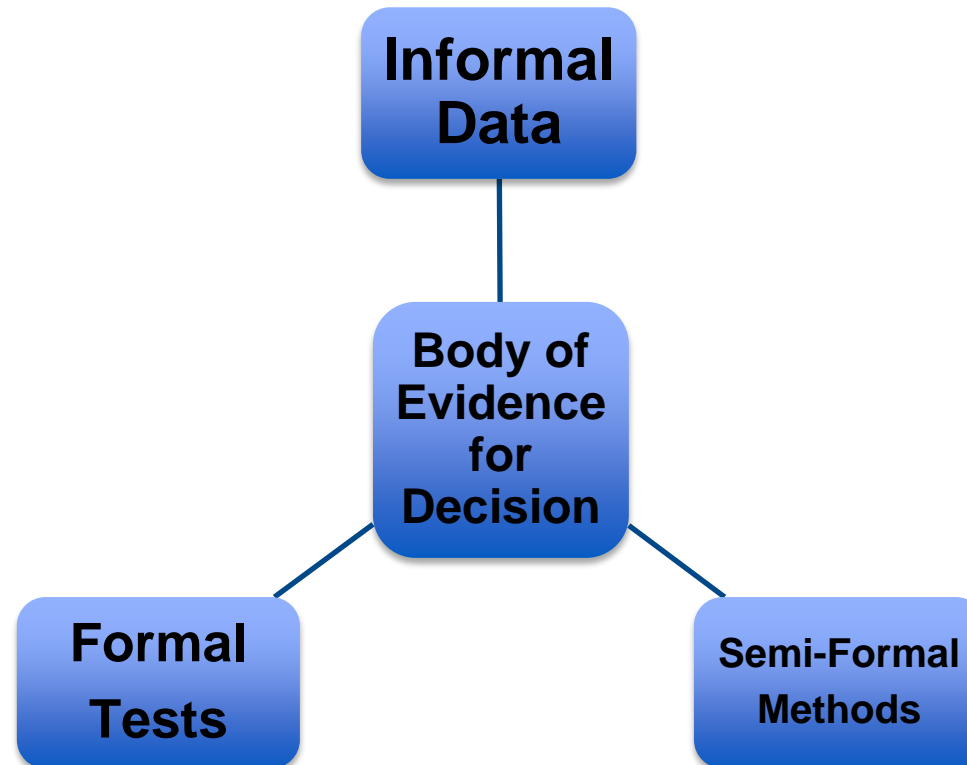 Informal
Data
Body of
Evidence
for
Decision
Formal
Tests
Semi-Formal
Methods